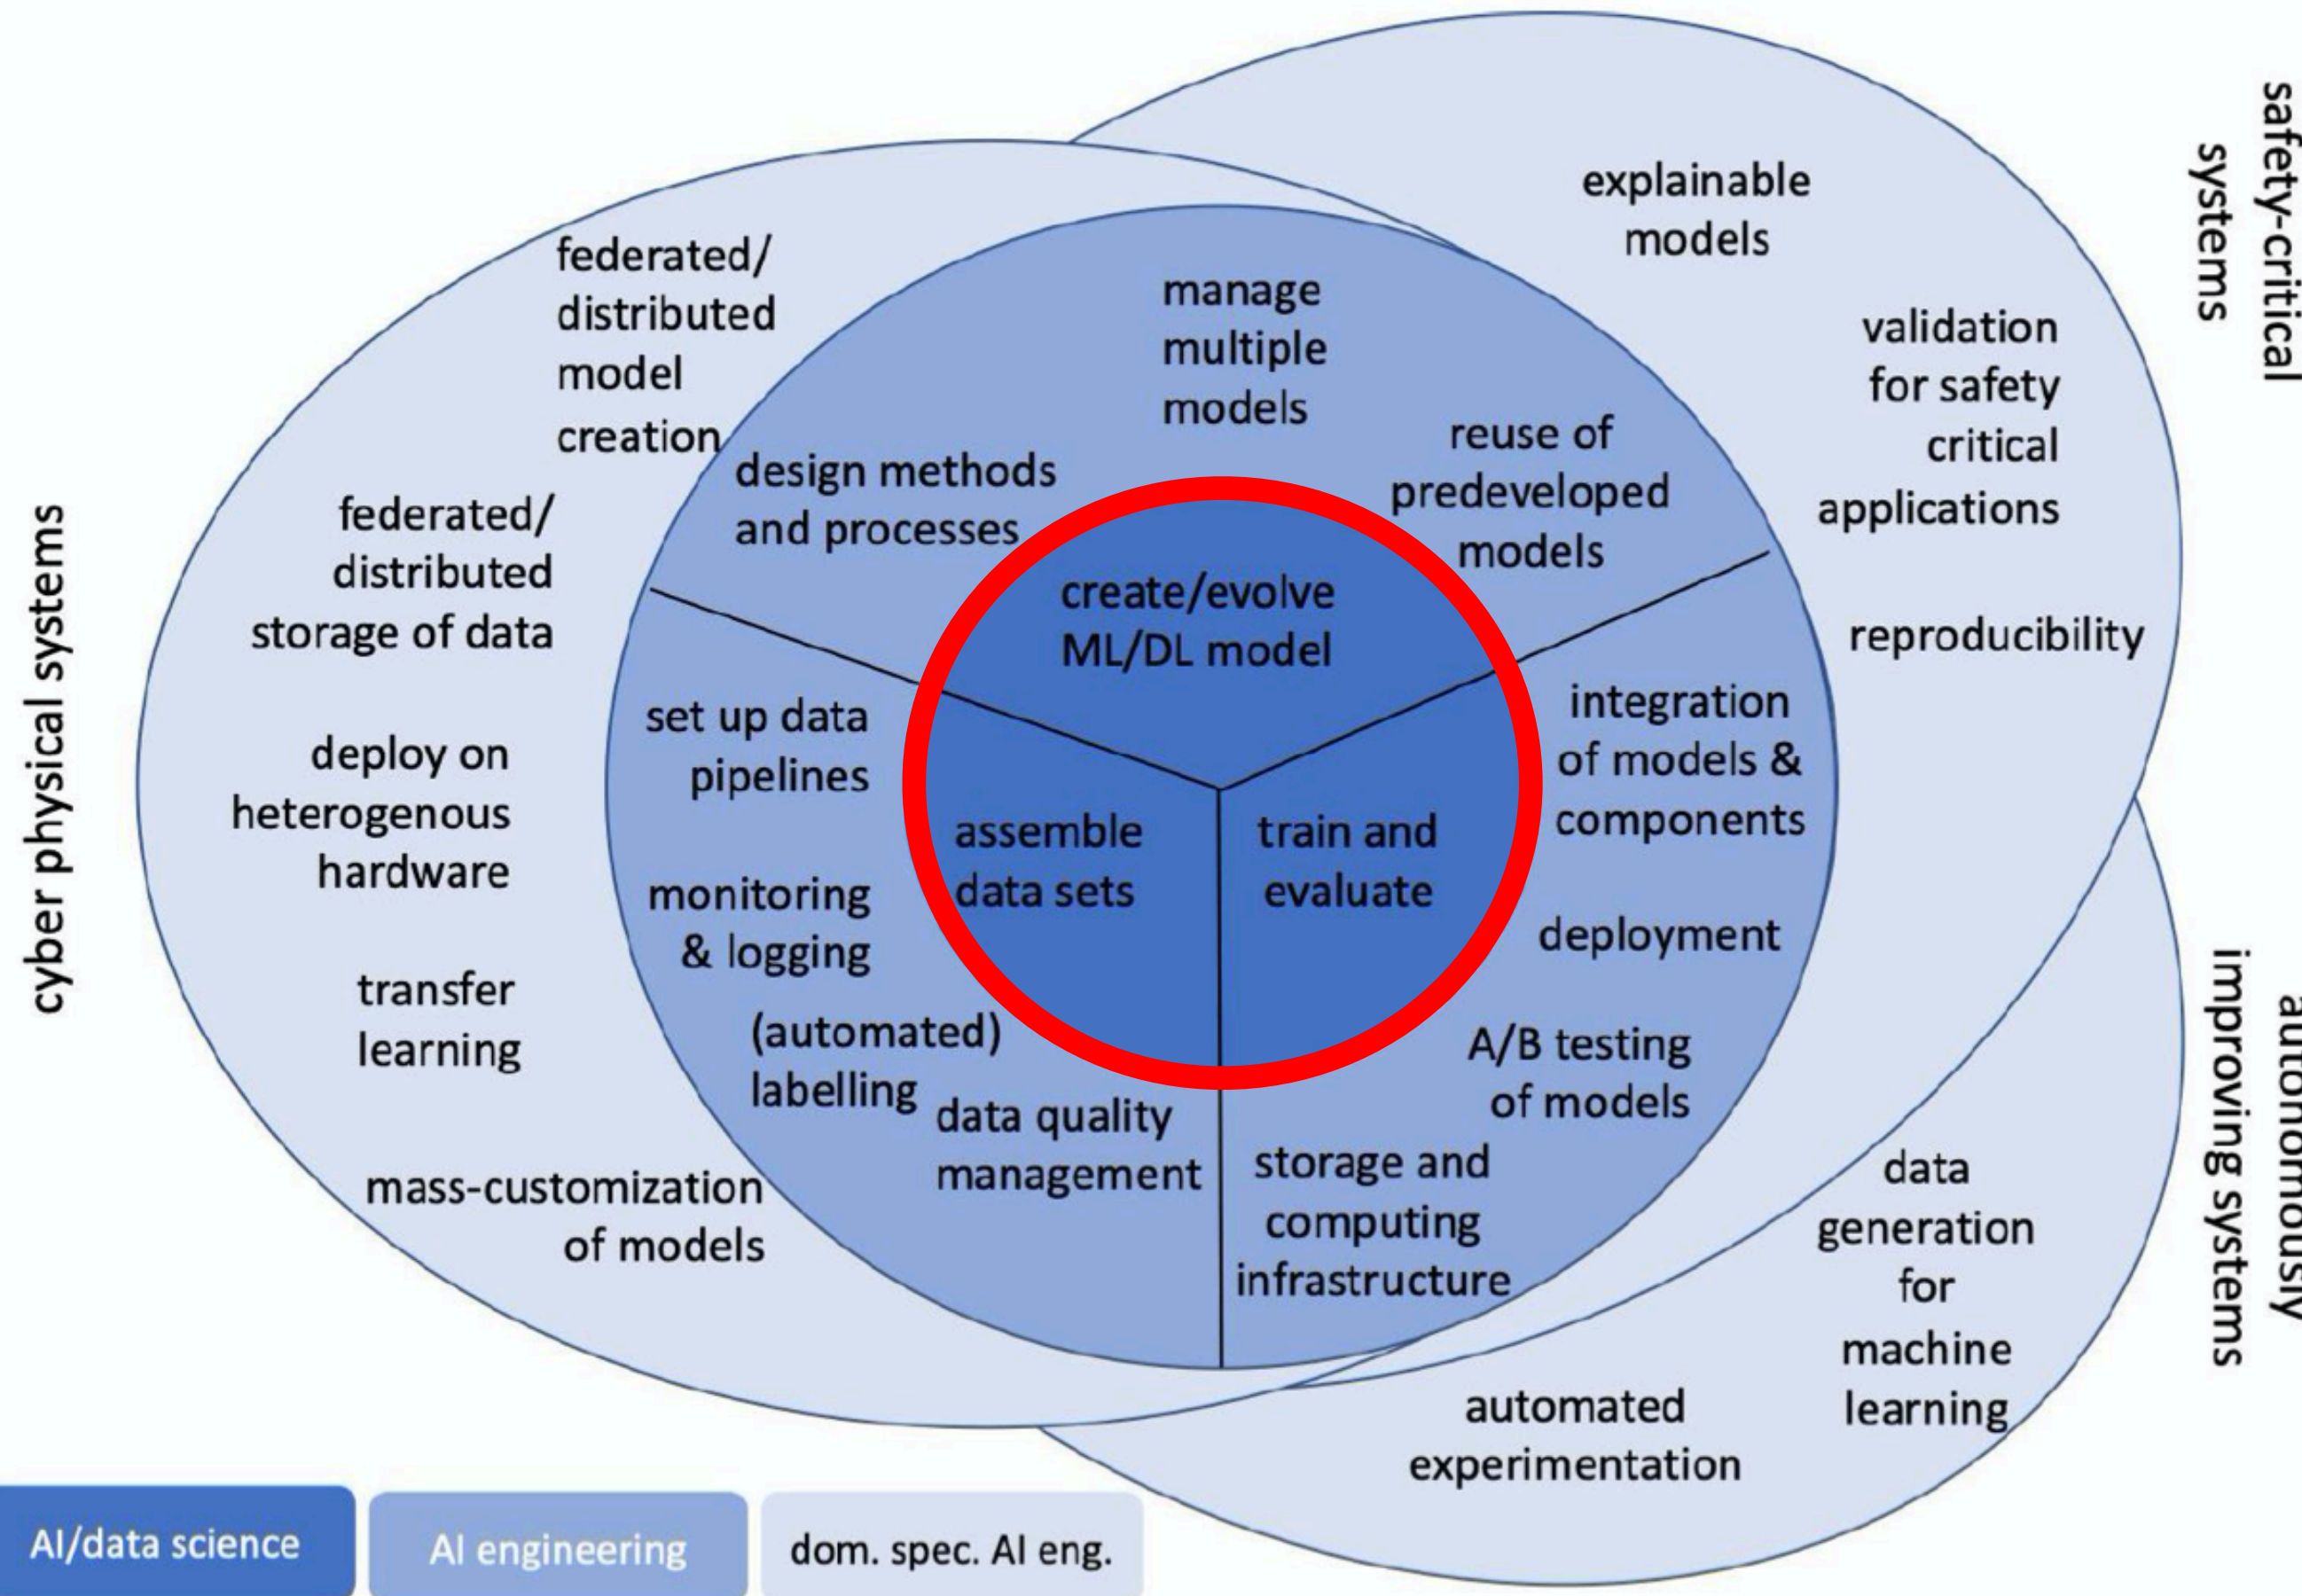 safety-critical
systems
explainable
models
validation
for safety
critical
applications
reproducibility
cyber physical systems
federated/
distributed
model
creation
federated/
distributed
storage of data
deploy on
heterogenous
hardware
transfer
learning
mass-customization
of models
manage
multiple
models
design methods
and processes
reuse of
predeveloped
models
create/evolve
ML/DL model
set up data
pipelines
monitoring
& logging
(automated)
labelling
data quality
management
assemble
data sets
train and
evaluate
integration
of models &
components
deployment
A/B testing
of models
storage and
computing
infrastructure
autonomously
improving systems
data
generation
for
machine
learning
automated
experimentation
AI/data science
AI engineering
dom. spec. AI eng.